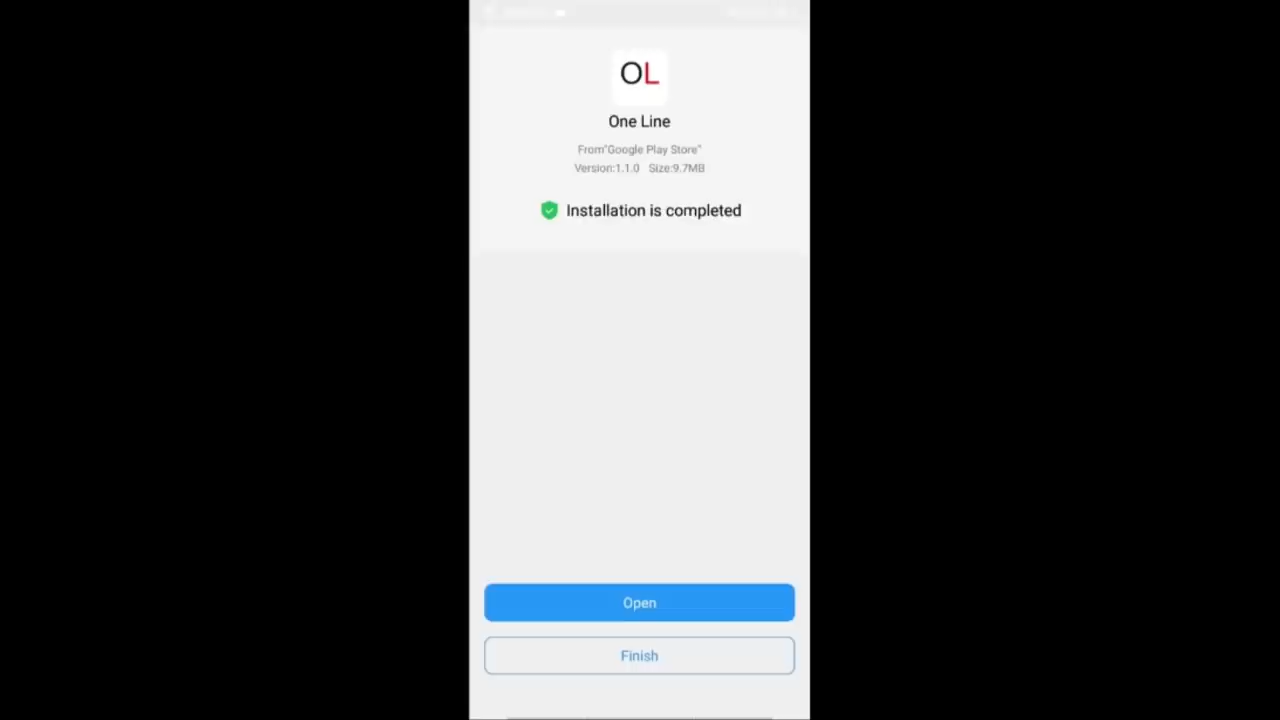 OL
One Line
From"Google Play Store"
Version:1.1.0 Size:9.7MB
Installation is completed
Open
Finish